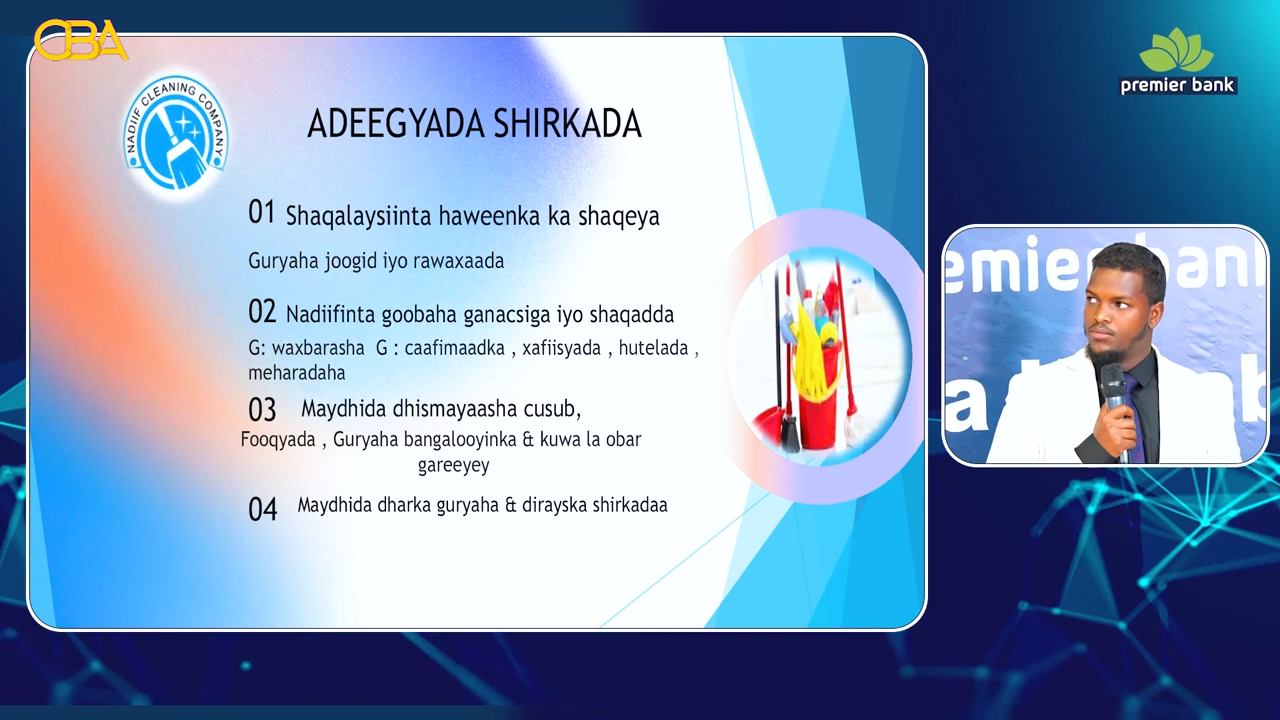 OBA
premier bank
NADIIF CLEANING COMPANY
ADEEGYADA SHIRKADA
01 Shaqalaysiinta haweenka ka shaqeya
Guryaha joogid iyo rawaxaada
02 Nadiifinta goobaha ganacsiga iyo shaqadda
G: waxbarasha G : caafimaadka , xafiisyada , hutelada ,
meharadaha
03 Maydhida dhismayaasha cusub,
Fooqyada , Guryaha bangalooyinka & kuwa la obar
gareeyey
04 Maydhida dharka guryaha & dirayska shirkadaa
emier bank
a
b